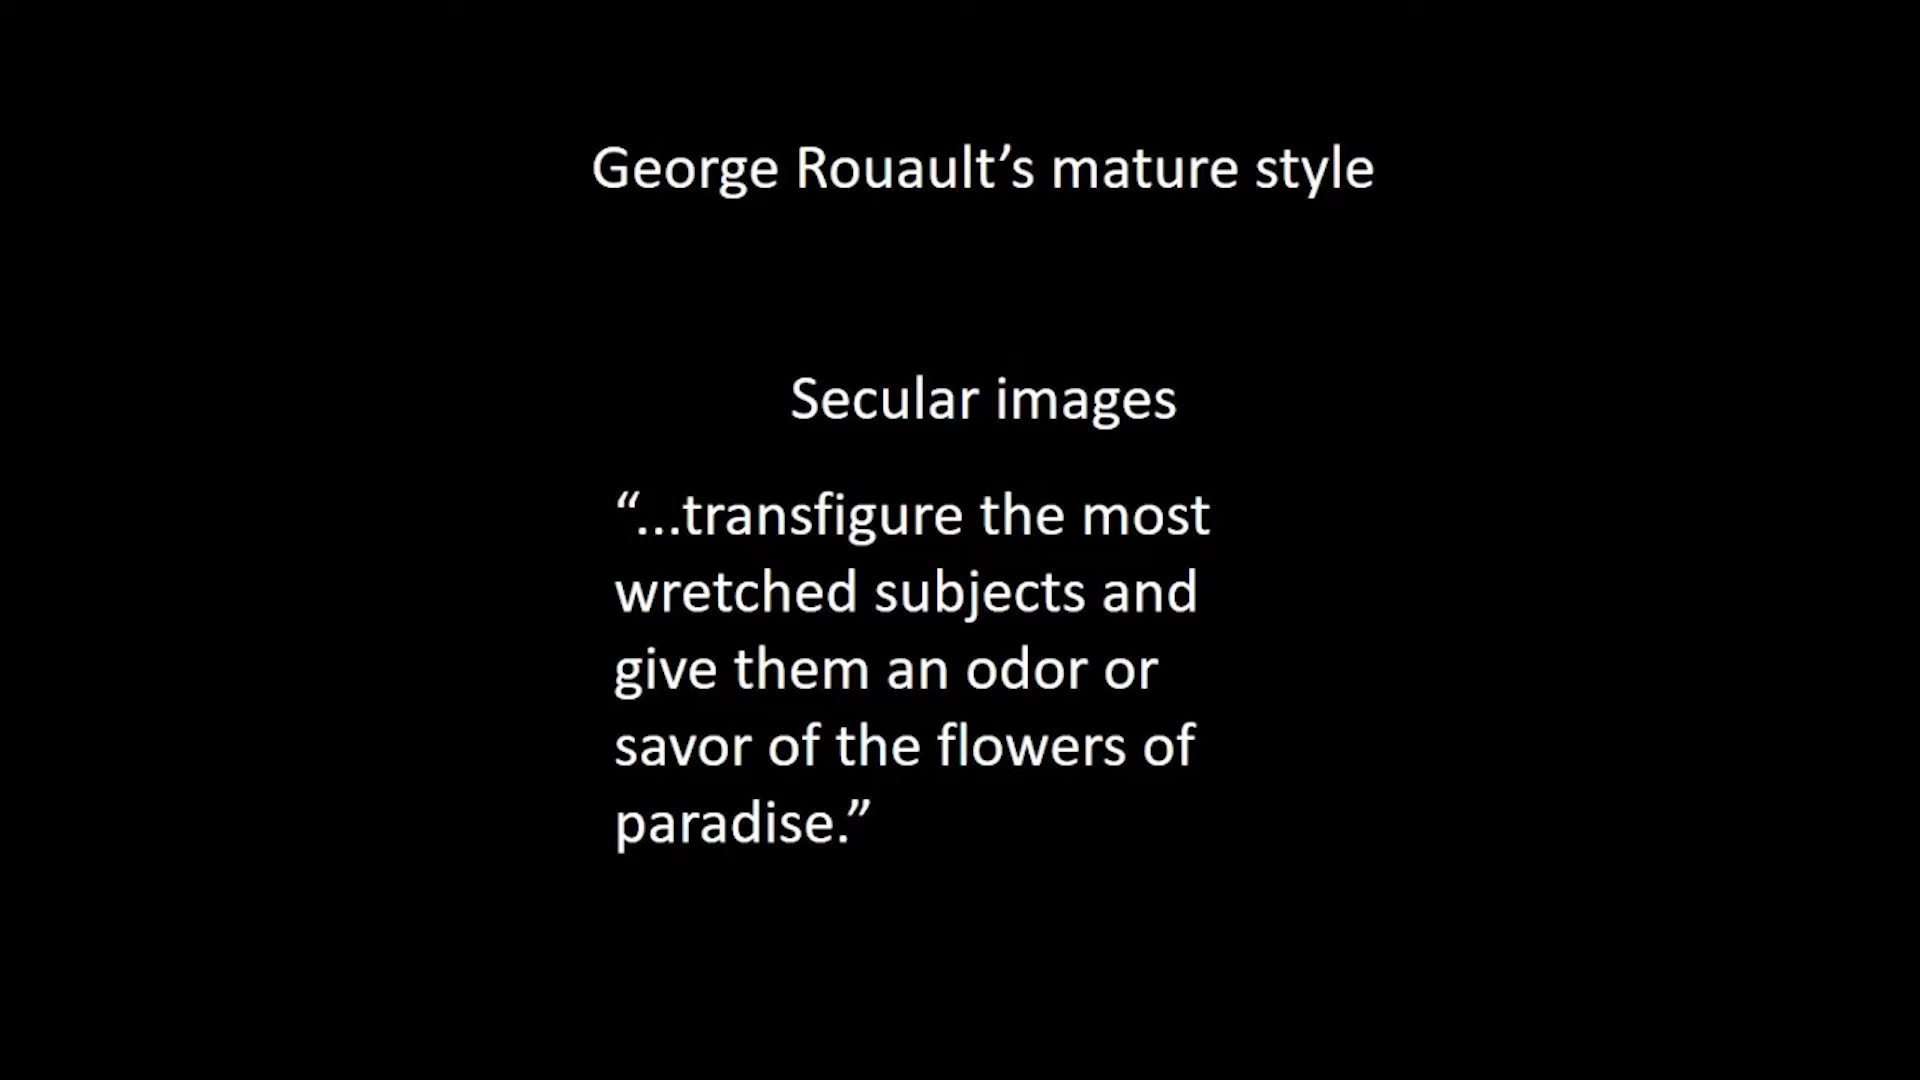 George Rouault’s mature style
Secular images
“...transfigure the most
wretched subjects and
give them an odor or
savor of the flowers of
paradise.”